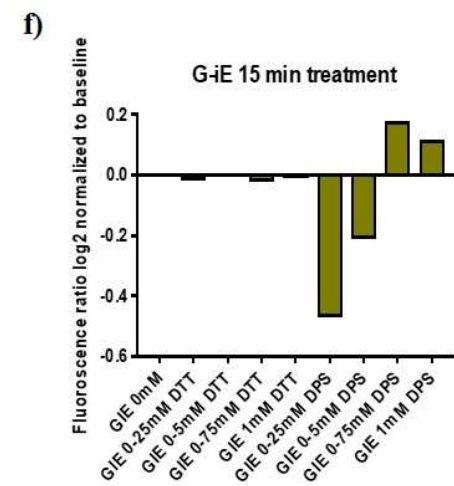 f)
G-iE 15 min treatment
Fluoroscence ratio log2 normalized to baseline
0.2
0.0
-0.2
-0.4
-0.6
GIE 0mM
GIE 0-25mM DTT
GIE 0-5mM DTT
GIE 0-75mM DTT
GIE 1mM DTT
GIE 0-25mM DPS
GIE 0-5mM DPS
GIE 0-75mM DPS
GIE 1mM DPS